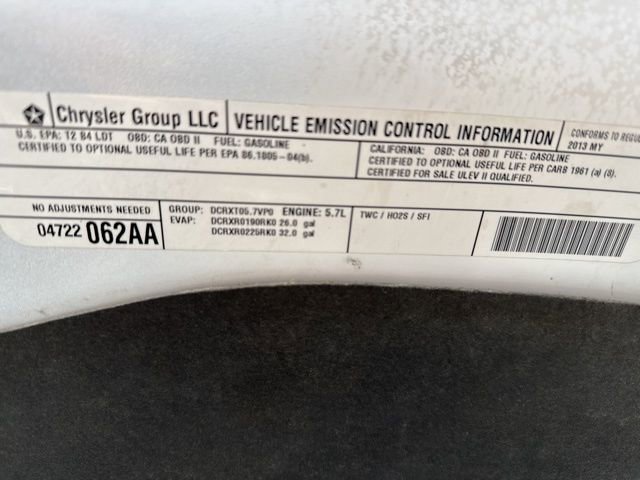 Chrysler Group LLC
VEHICLE EMISSION CONTROL INFORMATION
CONFORMS TO REGU
2013 MY
U.S. EPA: T2 B4 LDT OBD: CA OBD II FUEL: GASOLINE
CERTIFIED TO OPTIONAL USEFUL LIFE PER EPA 86.1805-04(b).
CALIFORNIA: OBD: CA OBD II FUEL: GASOLINE
CERTIFIED TO OPTIONAL USEFUL LIFE PER CARB 1961 (a) (8).
CERTIFIED FOR SALE ULEV II QUALIFIED.
NO ADJUSTMENTS NEEDED
04722 062AA
GROUP: DCRXT05.7VP0 ENGINE: 5.7L
EVAP: DCRXR0190RK0 26.0 gal
DCRXR0225RK0 32.0 gal
TWC / HO2S / SFI